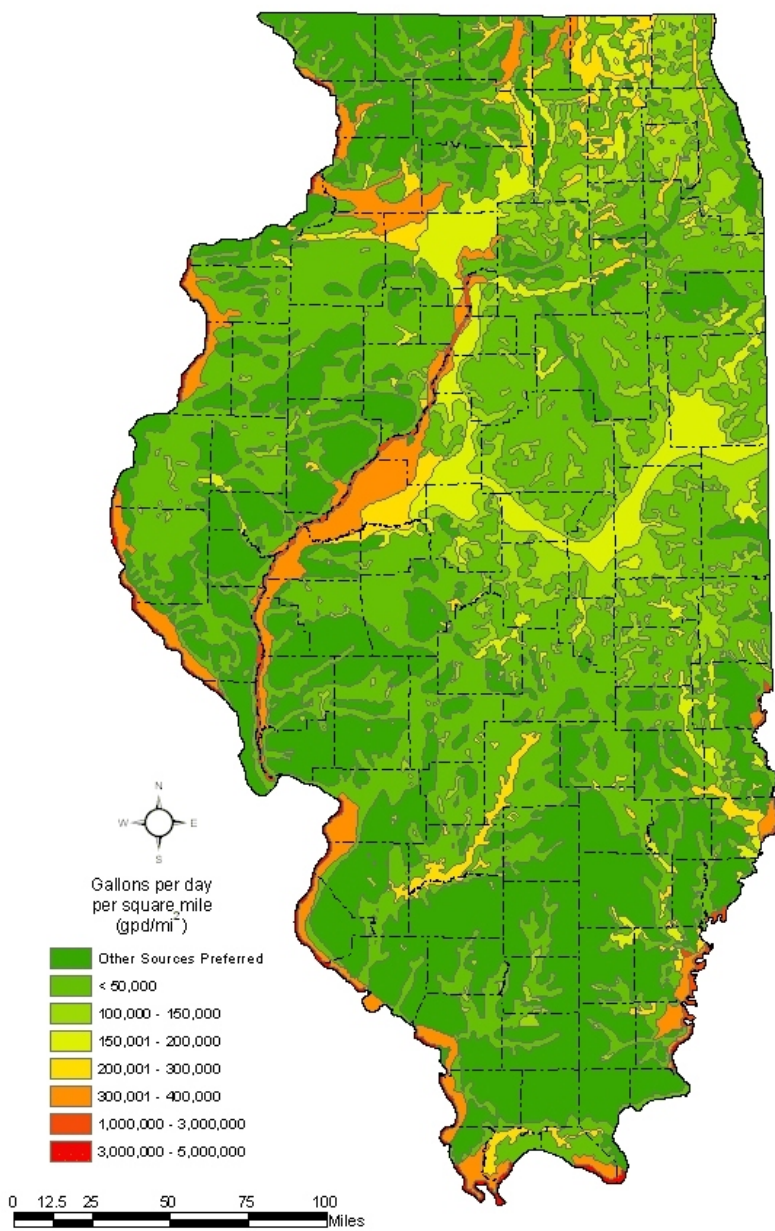 N
W E
S
Gallons per day
per square mile
(gpd/mi²)
Other Sources Preferred
< 50,000
100,000 - 150,000
150,001 - 200,000
200,001 - 300,000
300,001 - 400,000
1,000,000 - 3,000,000
3,000,000 - 5,000,000
0 12.5 25 50 75 100
Miles